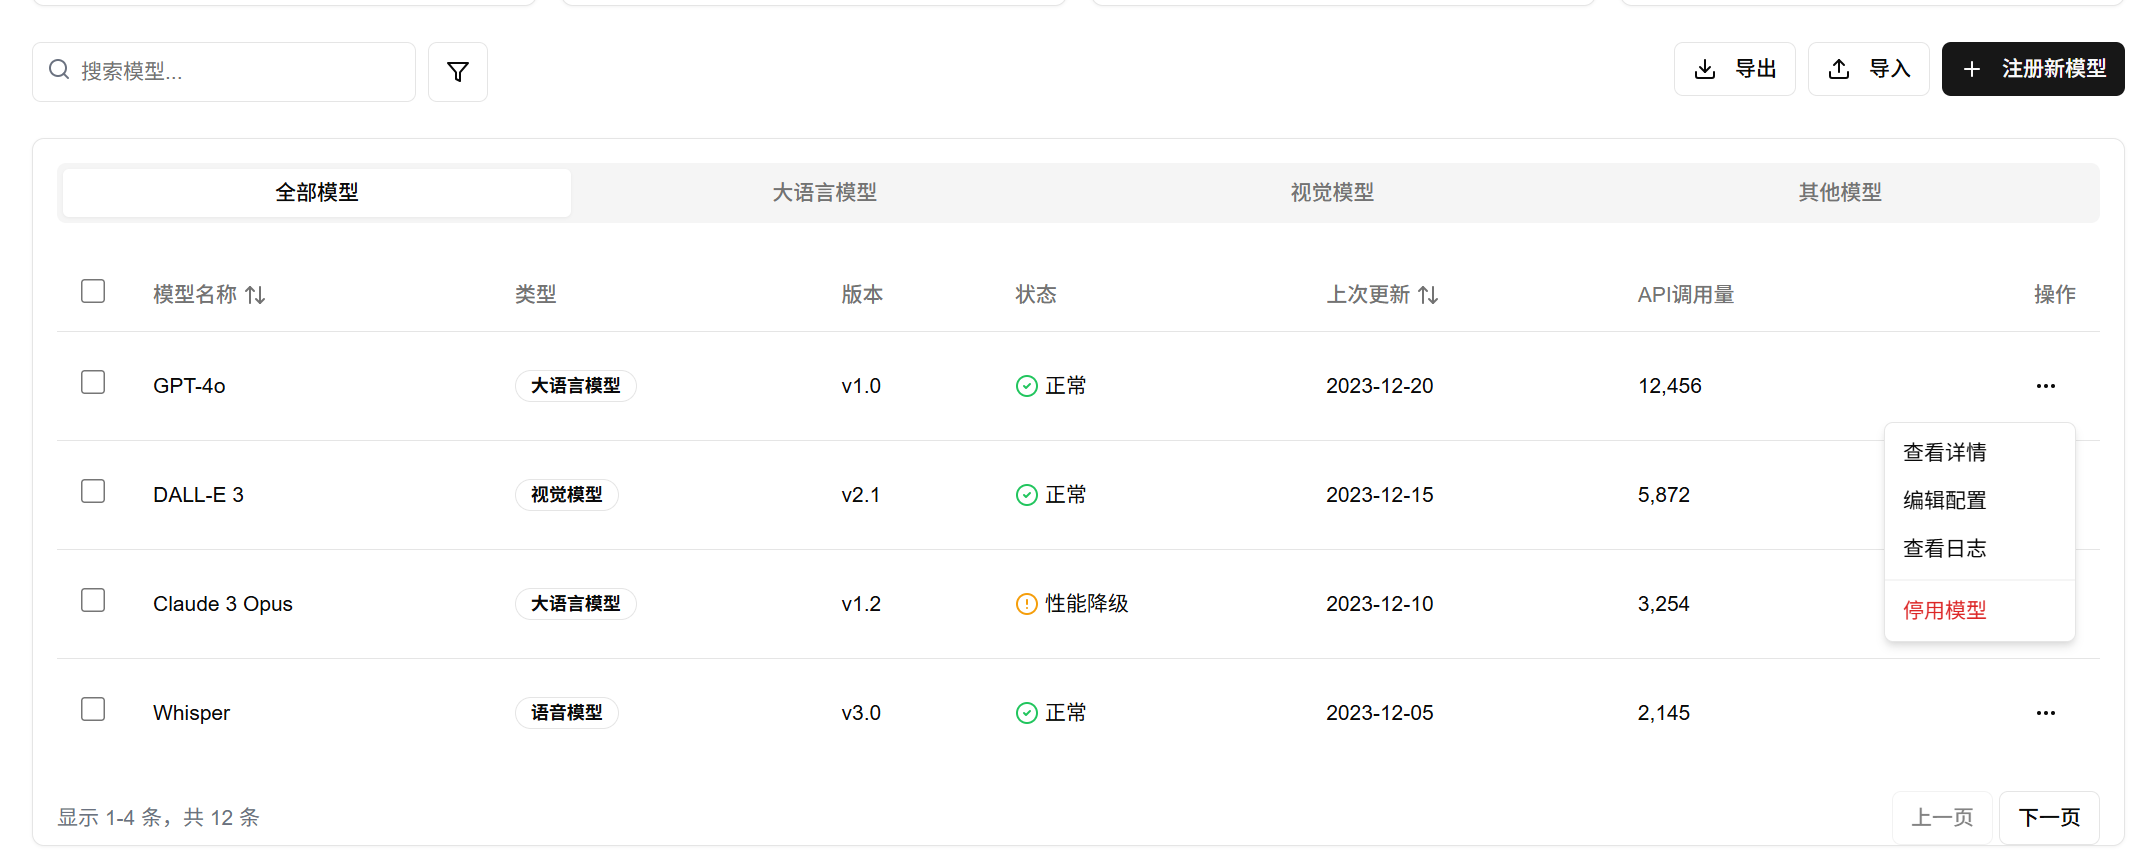 搜索模型...
导出
导入
注册新模型
全部模型
大语言模型
视觉模型
其他模型
模型名称 类型 版本 状态 上次更新 API调用量 操作
GPT-4o 大语言模型 v1.0 正常 2023-12-20 12,456
DALL-E 3 视觉模型 v2.1 正常 2023-12-15 5,872
Claude 3 Opus 大语言模型 v1.2 性能降级 2023-12-10 3,254
Whisper 语音模型 v3.0 正常 2023-12-05 2,145
查看详情
编辑配置
查看日志
停用模型
显示 1-4 条，共 12 条
上一页
下一页